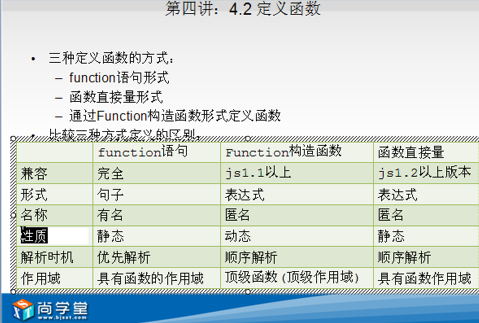 第四讲：4.2 定义函数
• 三种定义函数的方式：
– function语句形式
– 函数直接量形式
– 通过Function构造函数形式定义函数
• 比较三种方式定义的区别：
function语句 Function构造函数 函数直接量
兼容 完全 js1.1以上 js1.2以上版本
形式 句子 表达式 表达式
名称 有名 匿名 匿名
性质 静态 动态 静态
解析时机 优先解析 顺序解析 顺序解析
作用域 具有函数的作用域 顶级函数(顶级作用域) 具有函数作用域
尚学堂
www.bjsxt.com